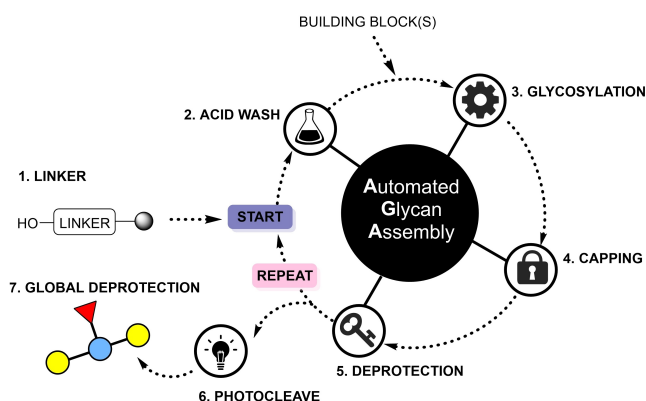 BUILDING BLOCK(S)
3. GLYCOSYLATION
2. ACID WASH
1. LINKER
Automated
Glycan
Assembly
HO
LINKER
START
4. CAPPING
REPEAT
7. GLOBAL DEPROTECTION
5. DEPROTECTION
6. PHOTOCLEAVE